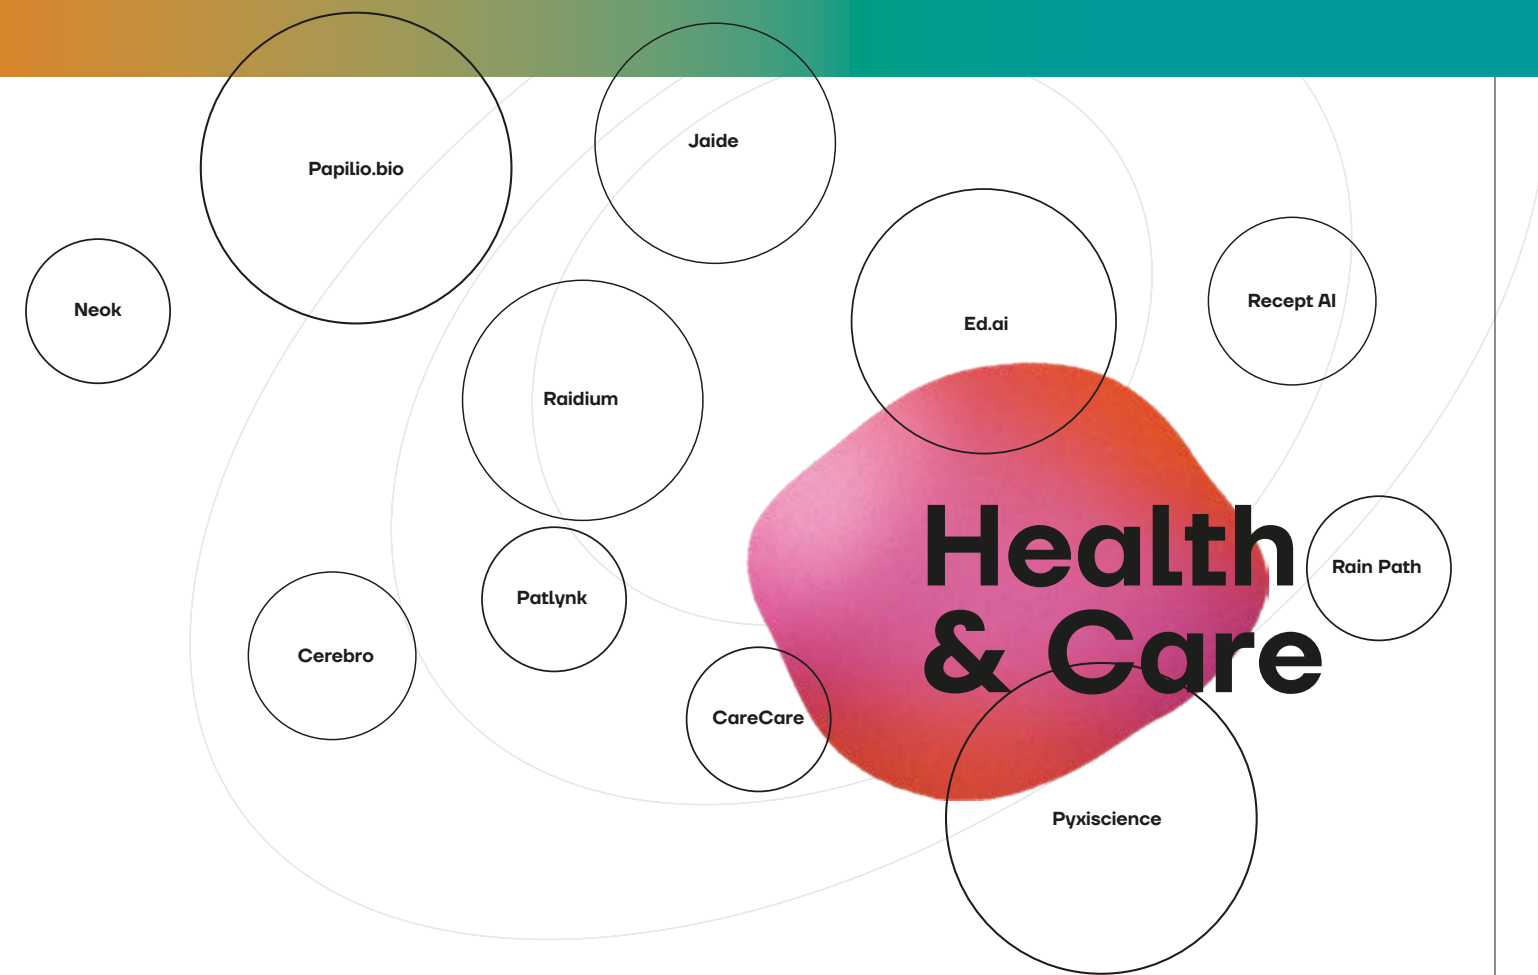 Jaide
Papilio.bio
Recept AI
Neok
Ed.ai
Raidium
Health
& Care
Rain Path
Patlynk
Cerebro
CareCare
Pyxiscience